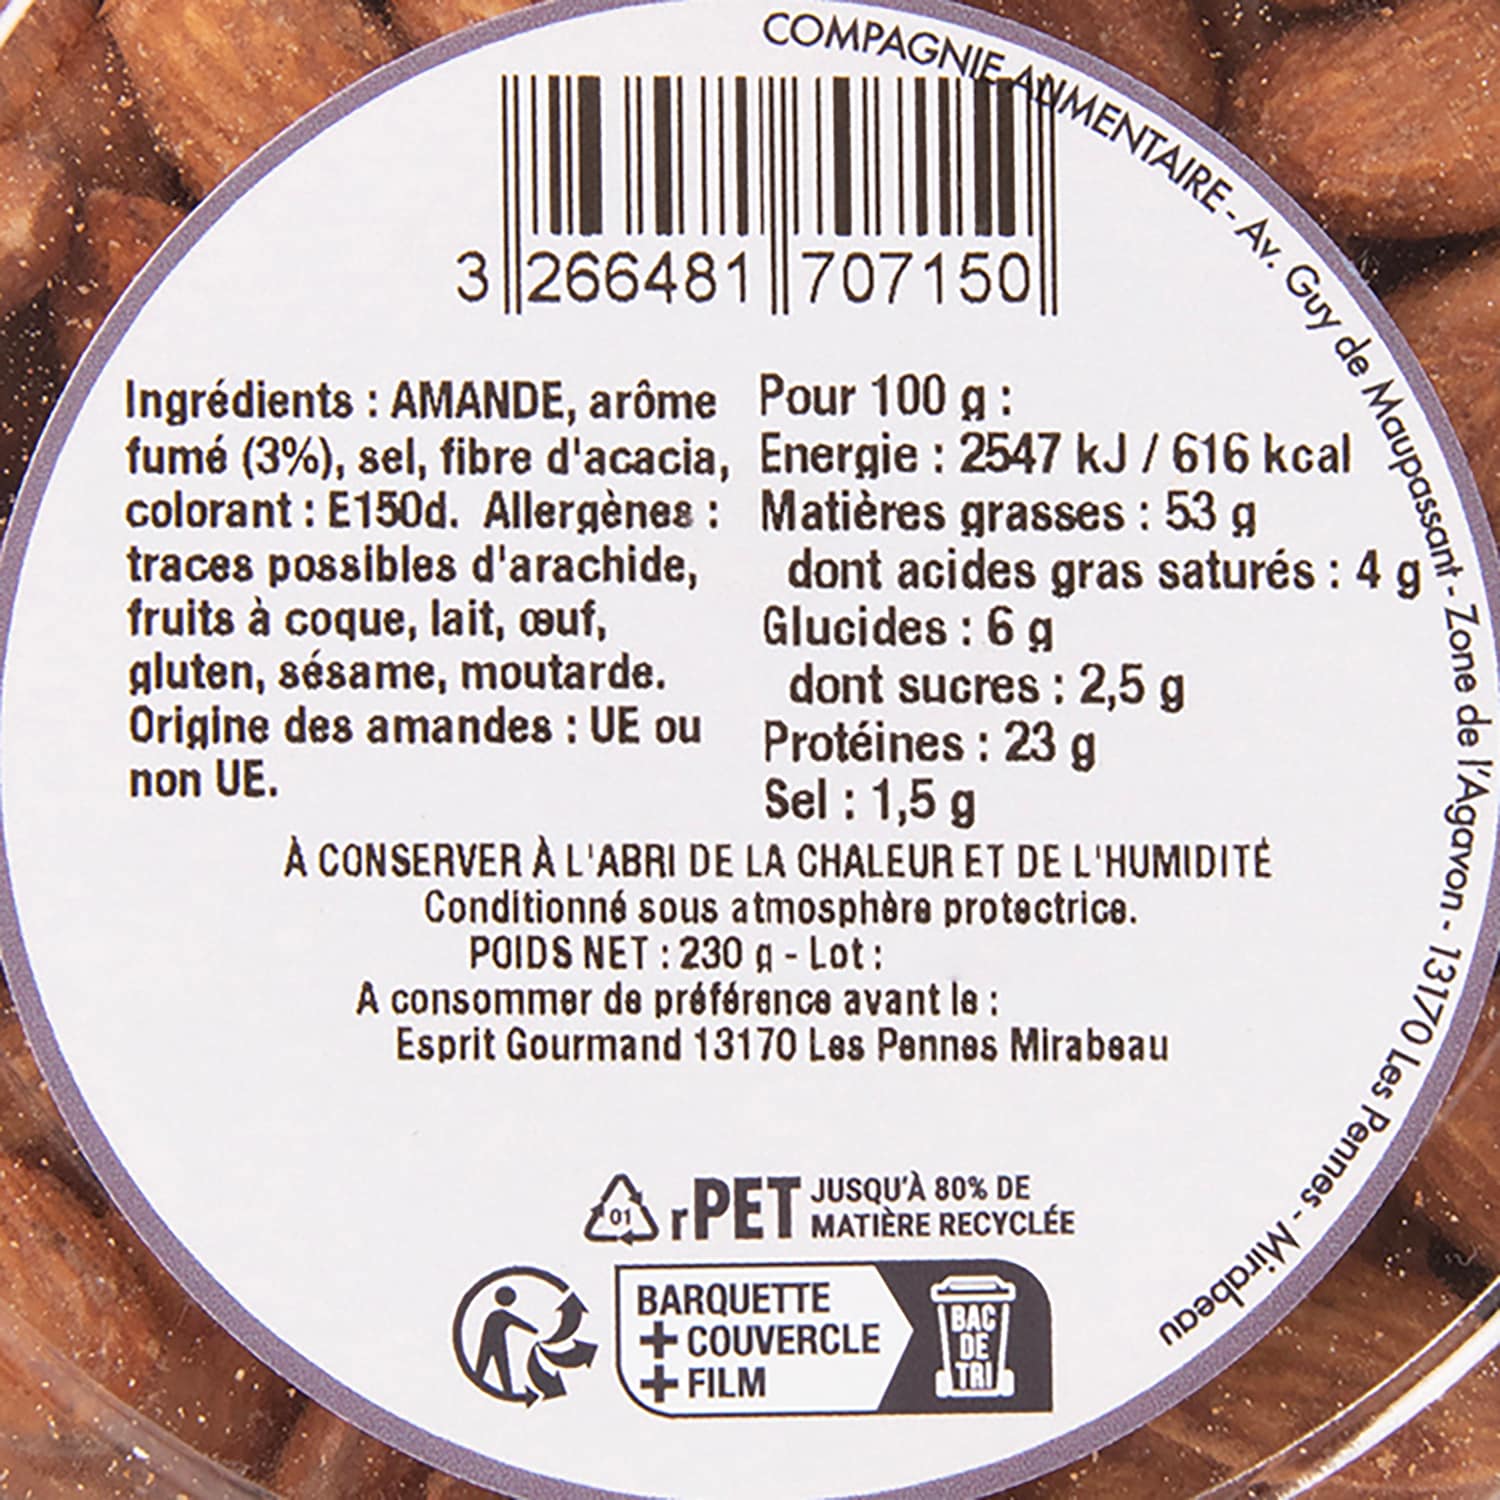 COMPAGNIE ALIMENTAIRE - Av. Guy de Maupassant - Zone de l'Agavon - 13170 Les Pennes - Mirabeau
3 266481 707150
Ingrédients : AMANDE, arôme
fumé (3%), sel, fibre d'acacia,
colorant : E150d. Allergènes :
traces possibles d'arachide,
fruits à coque, lait, œuf,
gluten, sésame, moutarde.
Origine des amandes : UE ou
non UE.
Pour 100 g :
Energie : 2547 kJ / 616 kcal
Matières grasses : 53 g
dont acides gras saturés : 4 g
Glucides : 6 g
dont sucres : 2,5 g
Protéines : 23 g
Sel : 1,5 g
À CONSERVER À L'ABRI DE LA CHALEUR ET DE L'HUMIDITÉ
Conditionné sous atmosphère protectrice.
POIDS NET : 230 g - Lot :
A consommer de préférence avant le :
Esprit Gourmand 13170 Les Pennes Mirabeau
01 rPET JUSQU'À 80% DE
MATIÈRE RECYCLÉE
BARQUETTE
+ COUVERCLE
+ FILM
BAC
DE
TRI